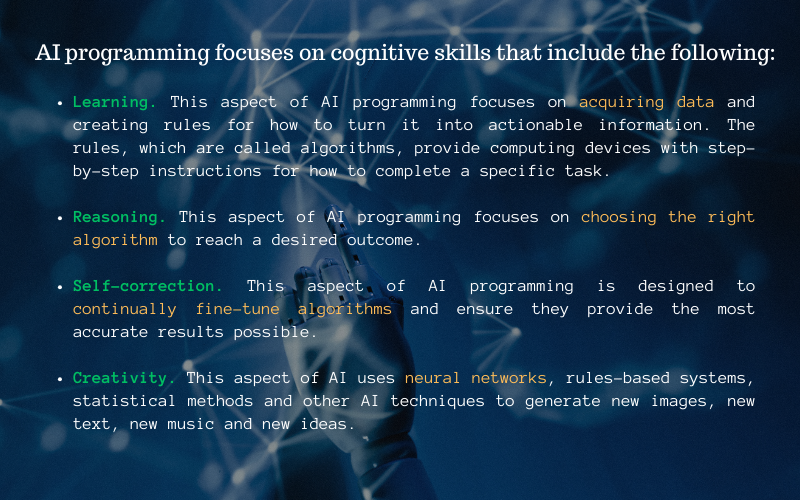 AI programming focuses on cognitive skills that include the following:
• Learning. This aspect of AI programming focuses on acquiring data and
creating rules for how to turn it into actionable information. The
rules, which are called algorithms, provide computing devices with step-
by-step instructions for how to complete a specific task.
• Reasoning. This aspect of AI programming focuses on choosing the right
algorithm to reach a desired outcome.
• Self-correction. This aspect of AI programming is designed to
continually fine-tune algorithms and ensure they provide the most
accurate results possible.
• Creativity. This aspect of AI uses neural networks, rules-based systems,
statistical methods and other AI techniques to generate new images, new
text, new music and new ideas.